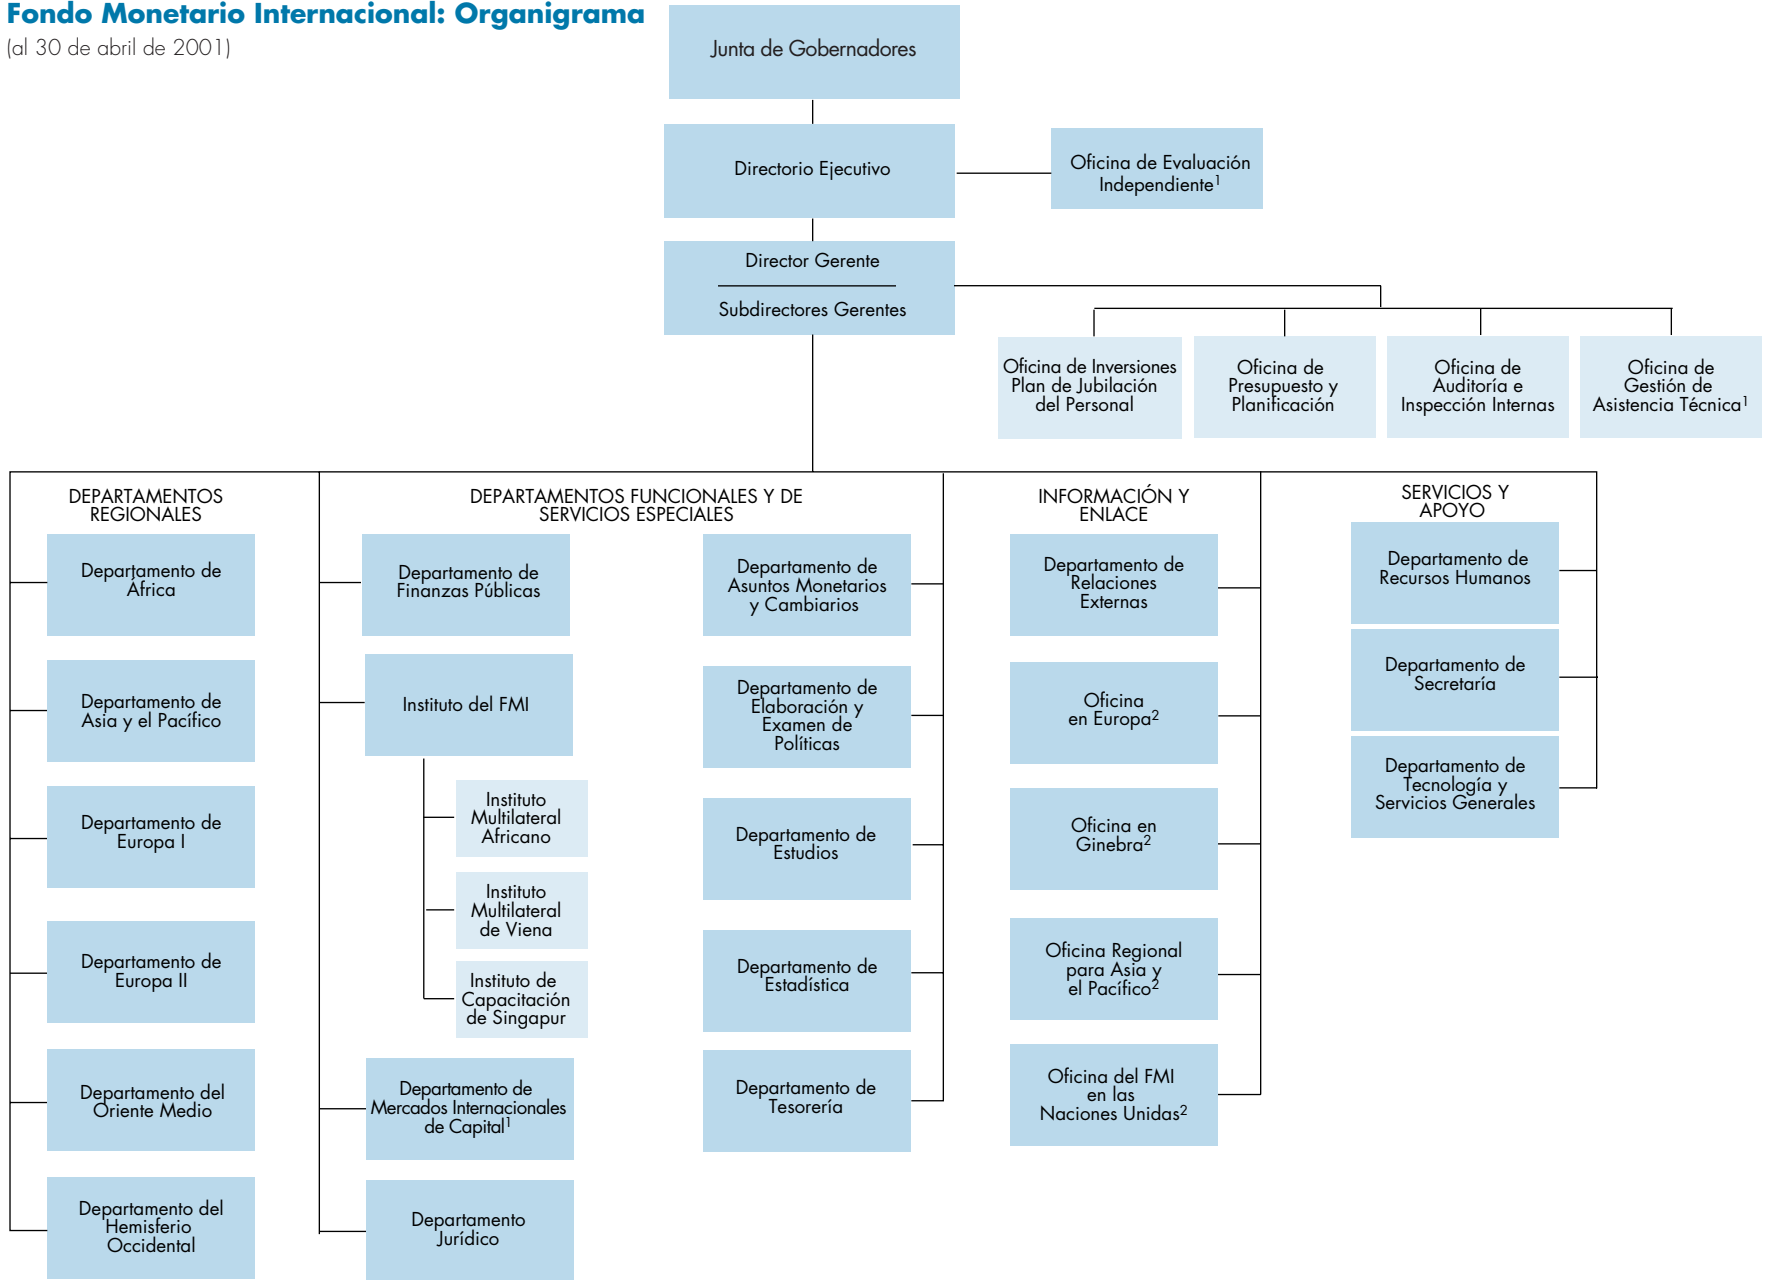 Fondo Monetario Internacional: Organigrama
(al 30 de abril de 2001)
Junta de Gobernadores
Directorio Ejecutivo
Oficina de Evaluación
Independiente1
Director Gerente
Subdirectores Gerentes
Oficina de Inversiones
Plan de Jubilación
del Personal
Oficina de
Presupuesto y
Planificación
Oficina de
Auditoría e
Inspección Internas
Oficina de
Gestión de
Asistencia Técnica1
DEPARTAMENTOS
REGIONALES
Departamento de
África
Departamento de
Asia y el Pacífico
Departamento de
Europa I
Departamento de
Europa II
Departamento del
Oriente Medio
Departamento del
Hemisferio
Occidental
DEPARTAMENTOS FUNCIONALES Y DE
SERVICIOS ESPECIALES
Departamento de
Finanzas Públicas
Instituto del FMI
Instituto
Multilateral
Africano
Instituto
Multilateral
de Viena
Instituto de
Capacitación
de Singapur
Departamento de
Mercados Internacionales
de Capital1
Departamento
Jurídico
Departamento de
Asuntos Monetarios
y Cambiarios
Departamento de
Elaboración y
Examen de
Políticas
Departamento de
Estudios
Departamento de
Estadística
Departamento de
Tesorería
INFORMACIÓN Y
ENLACE
Departamento de
Relaciones
Externas
Oficina
en Europa2
Oficina en
Ginebra2
Oficina Regional
para Asia y
el Pacífico2
Oficina del FMI
en las
Naciones Unidas2
SERVICIOS Y
APOYO
Departamento de
Recursos Humanos
Departamento de
Secretaría
Departamento de
Tecnología y
Servicios Generales